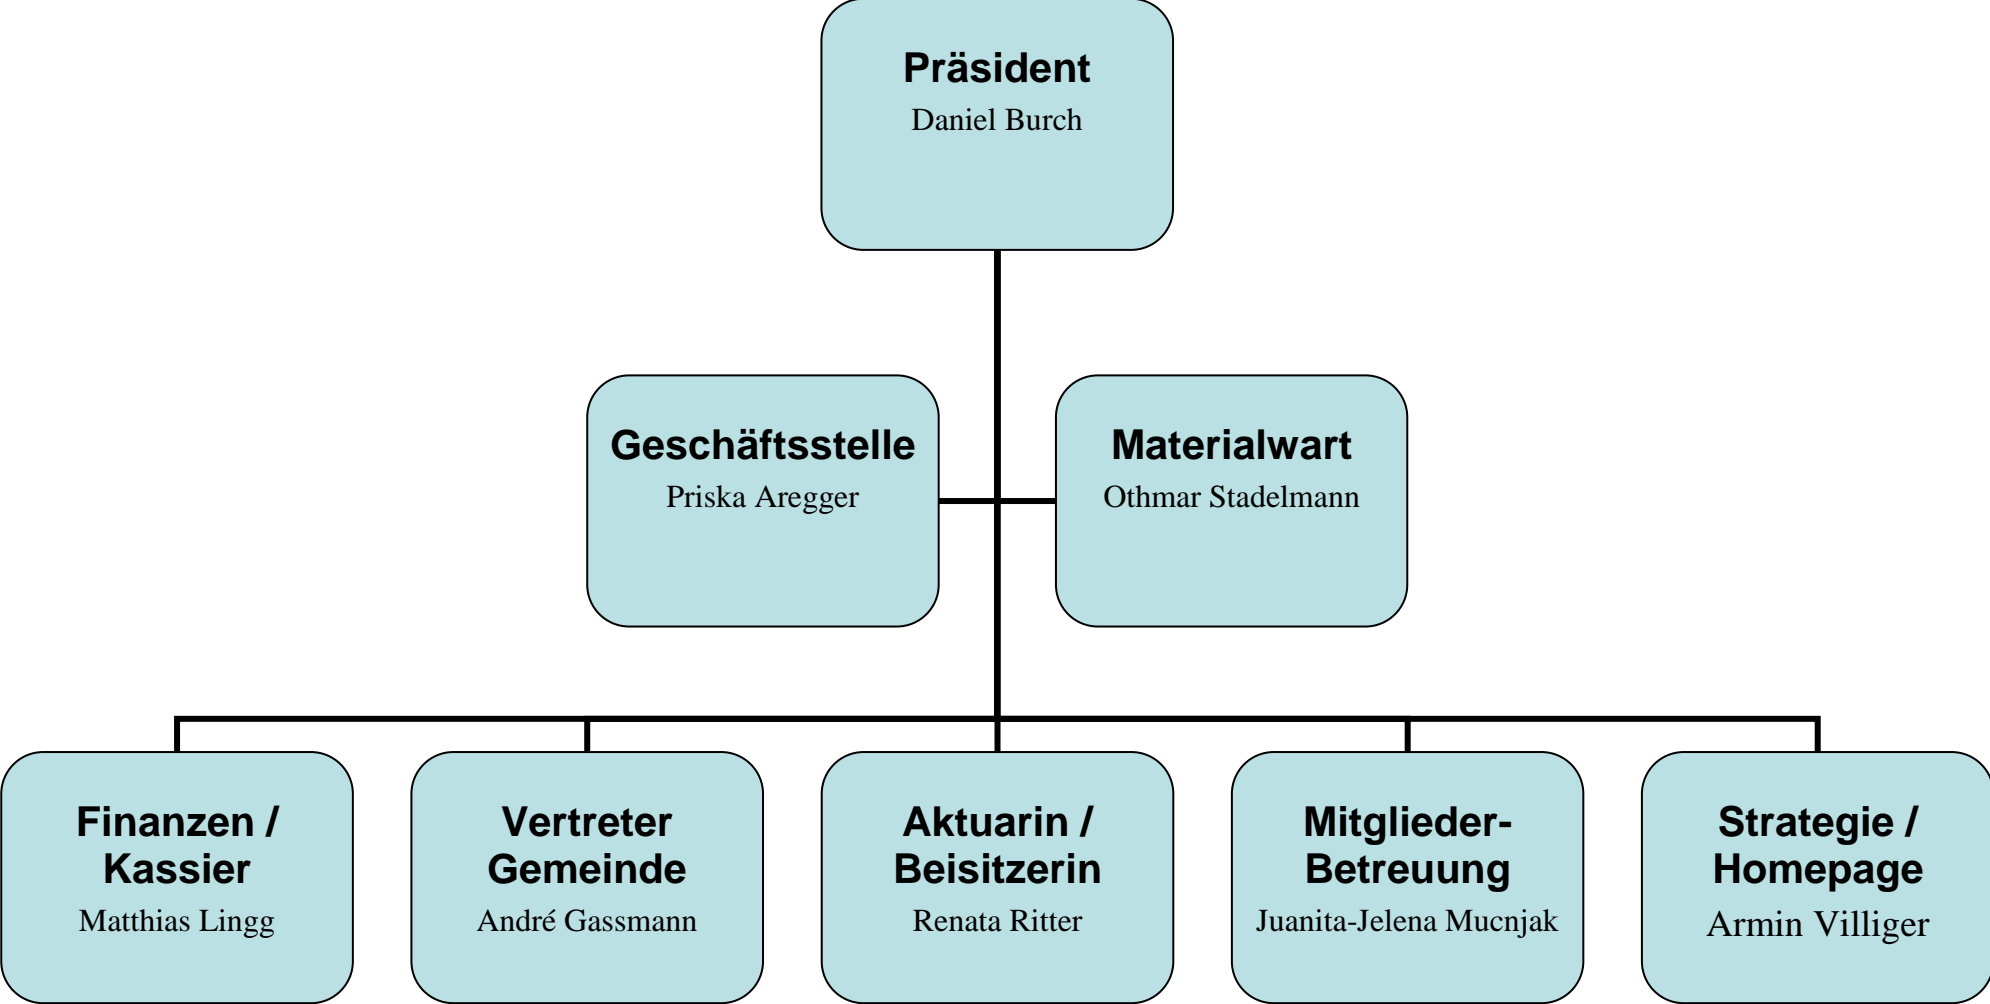 Präsident
Daniel Burch
Geschäftsstelle
Priska Aregger
Materialwart
Othmar Stadelmann
Finanzen /
Kassier
Matthias Lingg
Vertreter
Gemeinde
André Gassmann
Aktuarin /
Beisitzerin
Renata Ritter
Mitglieder-
Betreuung
Juanita-Jelena Mucnjak
Strategie /
Homepage
Armin Villiger